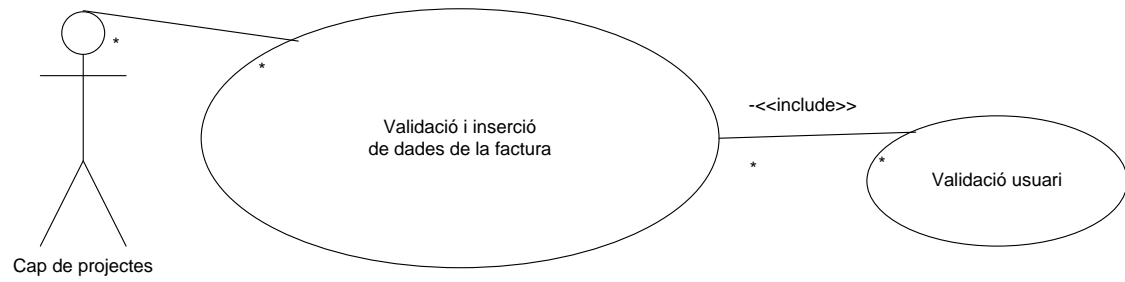 *
*
-<<include>>
Validació i inserció
de dades de la factura
*
*
Validació usuari
Cap de projectes